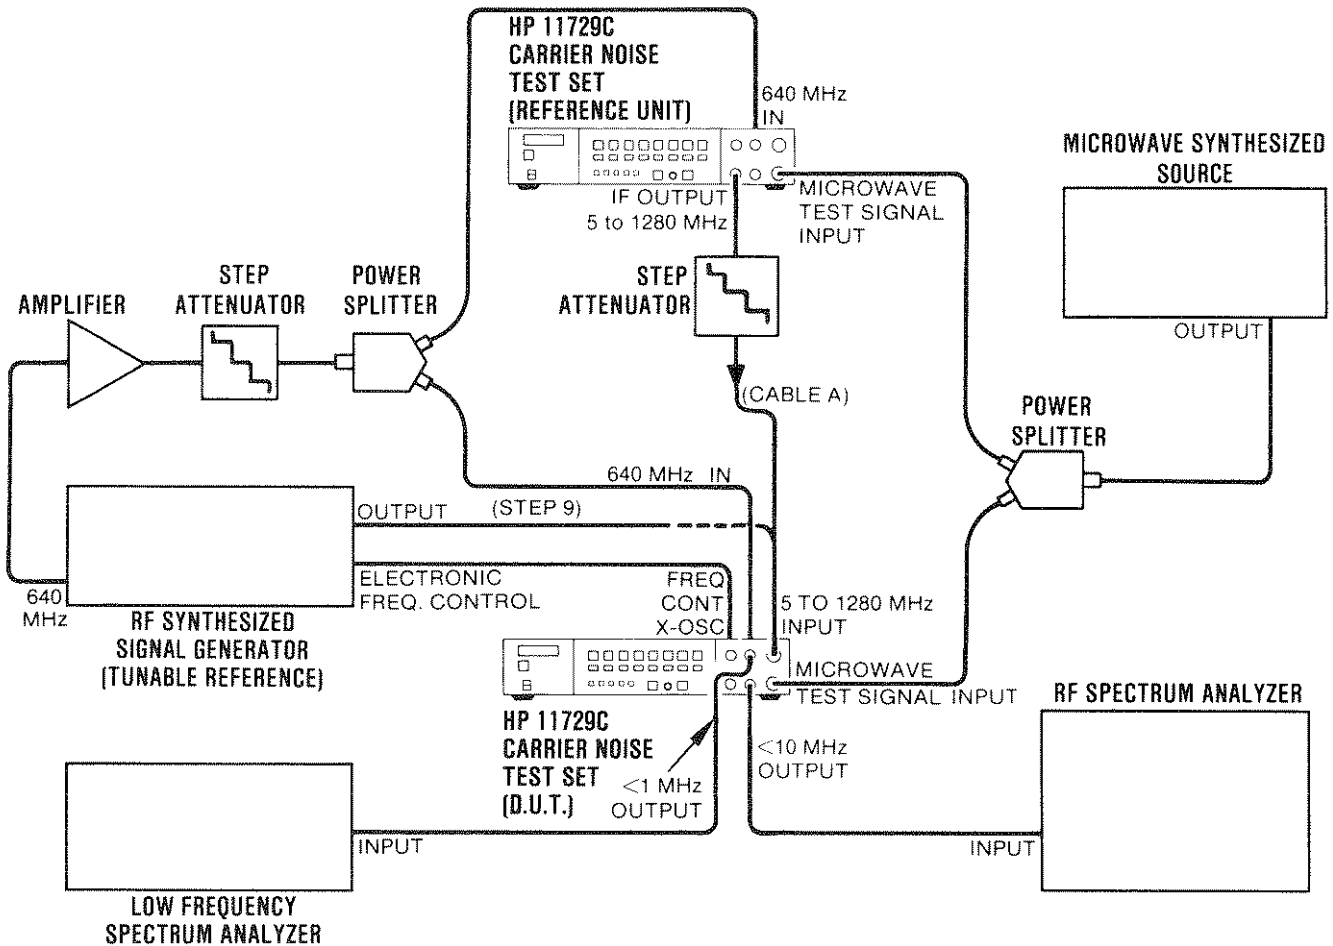 HP 11729C
CARRIER NOISE
TEST SET
(REFERENCE UNIT)
640 MHz
IN
MICROWAVE SYNTHESIZED
SOURCE
IF OUTPUT
5 to 1280 MHz
MICROWAVE
TEST SIGNAL
INPUT
STEP
ATTENUATOR
POWER
SPLITTER
AMPLIFIER
STEP
ATTENUATOR
OUTPUT
(CABLE A)
POWER
SPLITTER
640 MHz IN
OUTPUT
(STEP 9)
ELECTRONIC
FREQ. CONTROL
FREQ
CONT
X-OSC
5 TO 1280 MHz
INPUT
640
MHz
RF SYNTHESIZED
SIGNAL GENERATOR
(TUNABLE REFERENCE)
MICROWAVE
TEST SIGNAL INPUT
RF SPECTRUM ANALYZER
HP 11729C
CARRIER NOISE
TEST SET
(D.U.T.)
<1 MHz
OUTPUT
<10 MHz
OUTPUT
INPUT
INPUT
LOW FREQUENCY
SPECTRUM ANALYZER